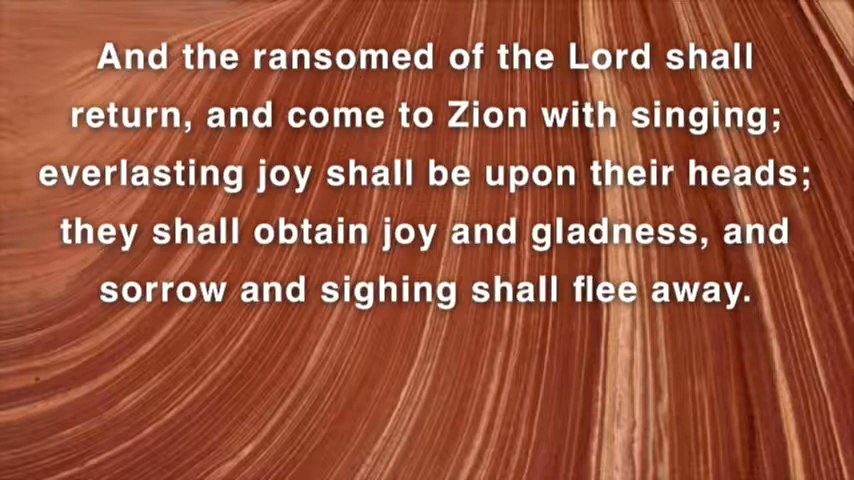 And the ransomed of the Lord shall
return, and come to Zion with singing;
everlasting joy shall be upon their heads;
they shall obtain joy and gladness, and
sorrow and sighing shall flee away.